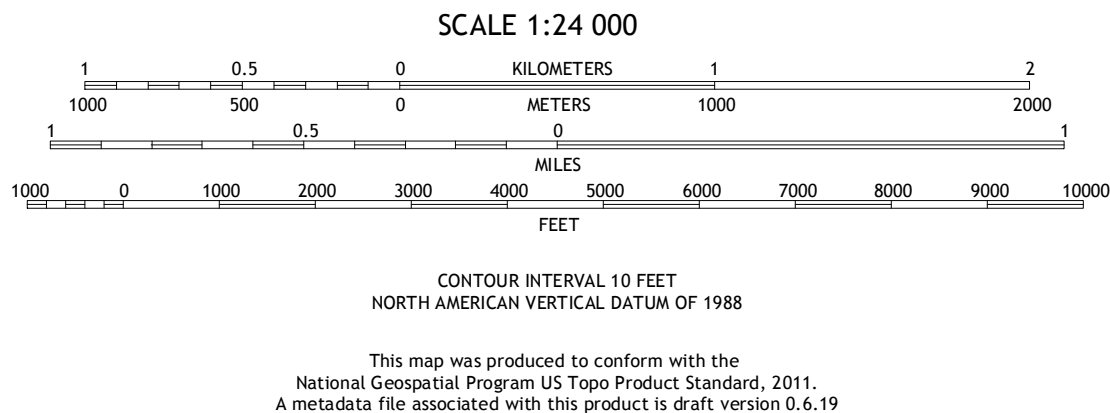 SCALE 1:24 000
1 0.5 0 KILOMETERS 1 2
1000 500 0 METERS 1000 2000
1 0.5 0 1
MILES
1000 0 1000 2000 3000 4000 5000 6000 7000 8000 9000 10000
FEET
CONTOUR INTERVAL 10 FEET
NORTH AMERICAN VERTICAL DATUM OF 1988
This map was produced to conform with the
National Geospatial Program US Topo Product Standard, 2011.
A metadata file associated with this product is draft version 0.6.19